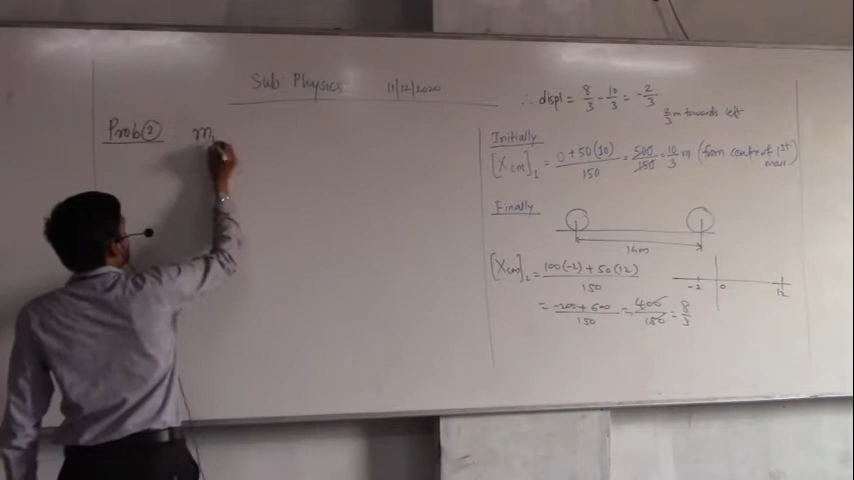 Sub: Physics 11/12/2020
Prob ② m
∴ displ = 8/3 - 10/3 = -2/3
2/3 m towards left
Initially
[Xcm]₁ = 0 + 50(10)/150 = 500/150 = 10/3 m (from centre of 1st mass)
Finally
14m
[Xcm]₂ = 100(-2) + 50(12)/150
-2 0 12
= -200 + 600/150 = 400/150 = 8/3